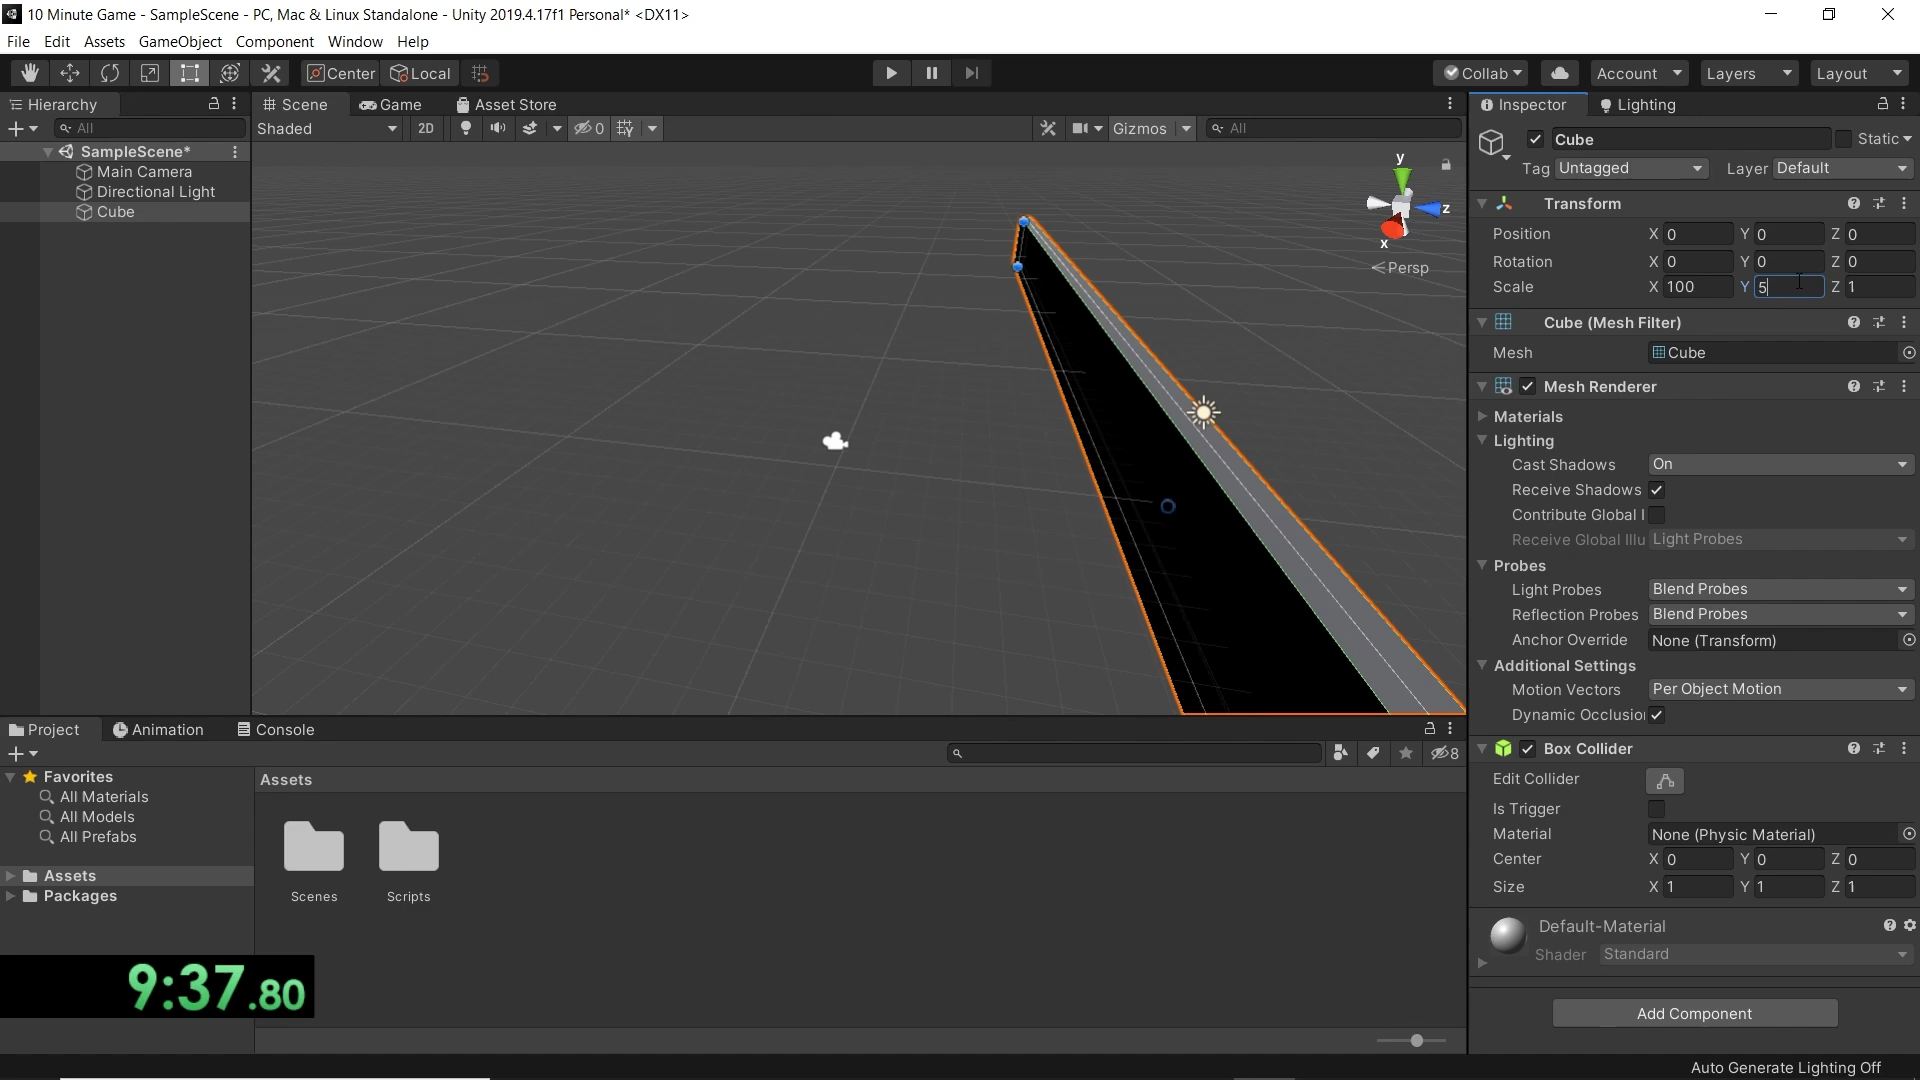 10 Minute Game - SampleScene - PC, Mac & Linux Standalone - Unity 2019.4.17f1 Personal* <DX11>
File Edit Assets GameObject Component Window Help
Center Local Collab Account Layers Layout
Hierarchy Scene Game Asset Store Inspector Lighting
All Shaded 2D 0 Gizmos All
Cube Static
SampleScene*
Main Camera
Directional Light
Cube
y
z
x
Persp
Tag Untagged Layer Default
Transform
Position X 0 Y 0 Z 0
Rotation X 0 Y 0 Z 0
Scale X 100 Y 5 Z 1
Cube (Mesh Filter)
Mesh Cube
Mesh Renderer
Materials
Lighting
Cast Shadows On
Receive Shadows
Contribute Global I
Receive Global Illu Light Probes
Probes
Light Probes Blend Probes
Reflection Probes Blend Probes
Anchor Override None (Transform)
Additional Settings
Motion Vectors Per Object Motion
Dynamic Occlusion
Box Collider
Edit Collider
Is Trigger
Material None (Physic Material)
Center X 0 Y 0 Z 0
Size X 1 Y 1 Z 1
Default-Material
Shader Standard
Add Component
Project Animation Console
8
Favorites
All Materials
All Models
All Prefabs
Assets
Packages
Assets
Scenes Scripts
9:37.80
Auto Generate Lighting Off